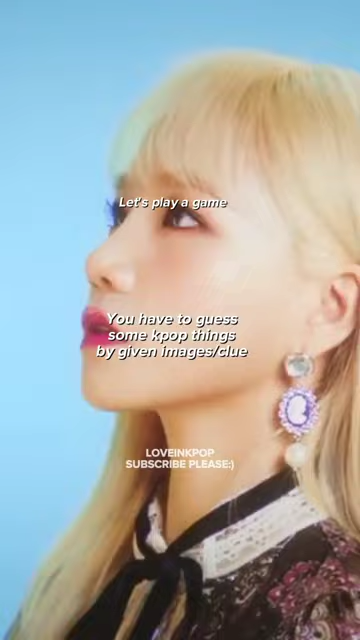 Let's play a game
You have to guess
some kpop things
by given images/clue
LOVEINKPOP
SUBSCRIBE PLEASE:)